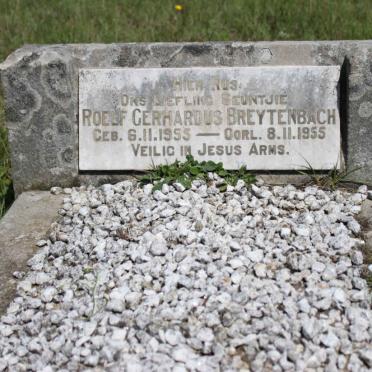 HIER RUS
ONS LIEFLING SEUNTJIE
ROELF GERHARDUS BREYTENBACH
GEB. 6.11.1955 — OORL. 8.11.1955
VEILIG IN JESUS ARMS.